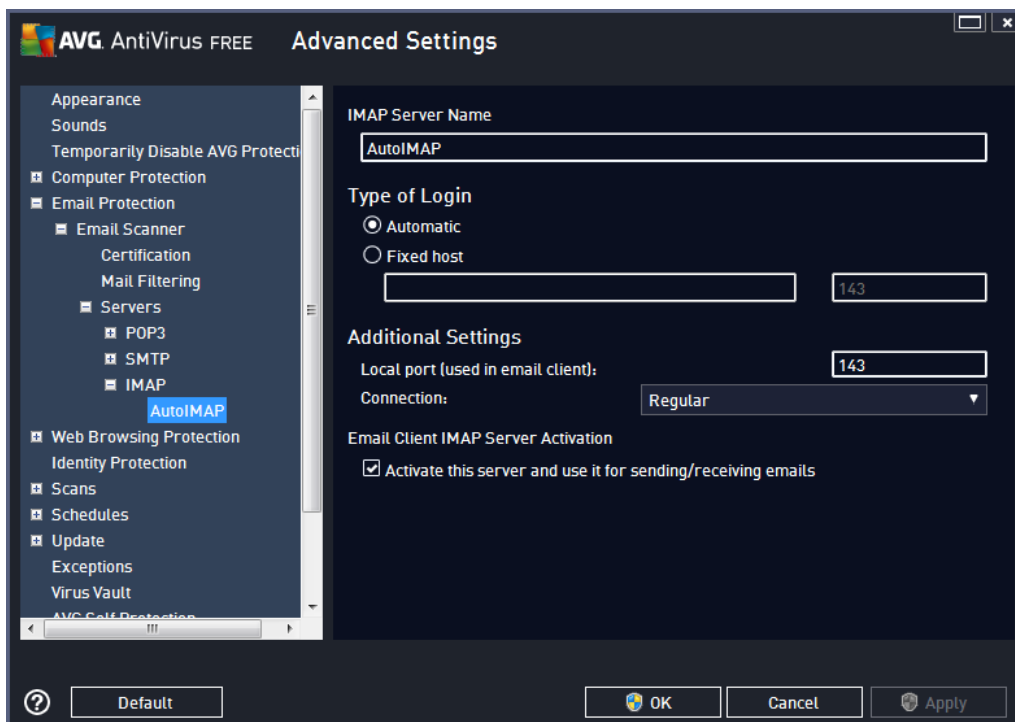 AVG. AntiVirus FREE Advanced Settings
Appearance
Sounds
Temporarily Disable AVG Protecti
Computer Protection
Email Protection
Email Scanner
Certification
Mail Filtering
Servers
POP3
SMTP
IMAP
AutoIMAP
Web Browsing Protection
Identity Protection
Scans
Schedules
Update
Exceptions
Virus Vault
AVG Self Protection
IMAP Server Name
AutoIMAP
Type of Login
Automatic
Fixed host
143
Additional Settings
Local port (used in email client): 143
Connection: Regular
Email Client IMAP Server Activation
Activate this server and use it for sending/receiving emails
? Default OK Cancel Apply